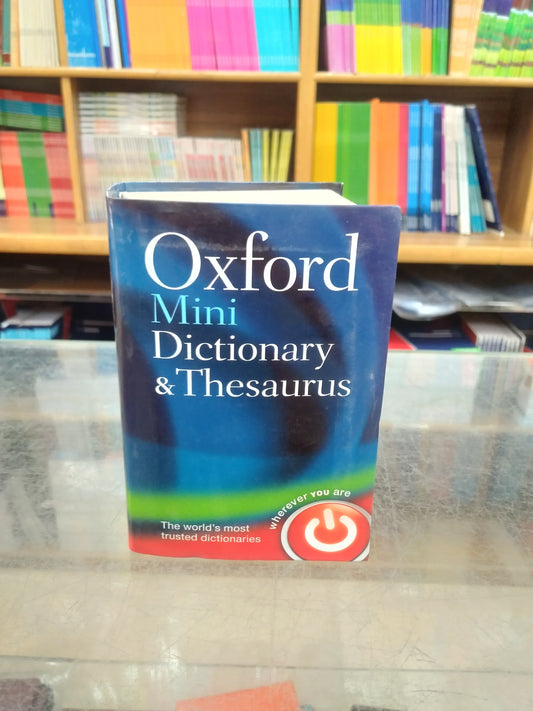 Oxford
Mini
Dictionary
& Thesaurus
The world's most
trusted dictionaries
wherever YOU are